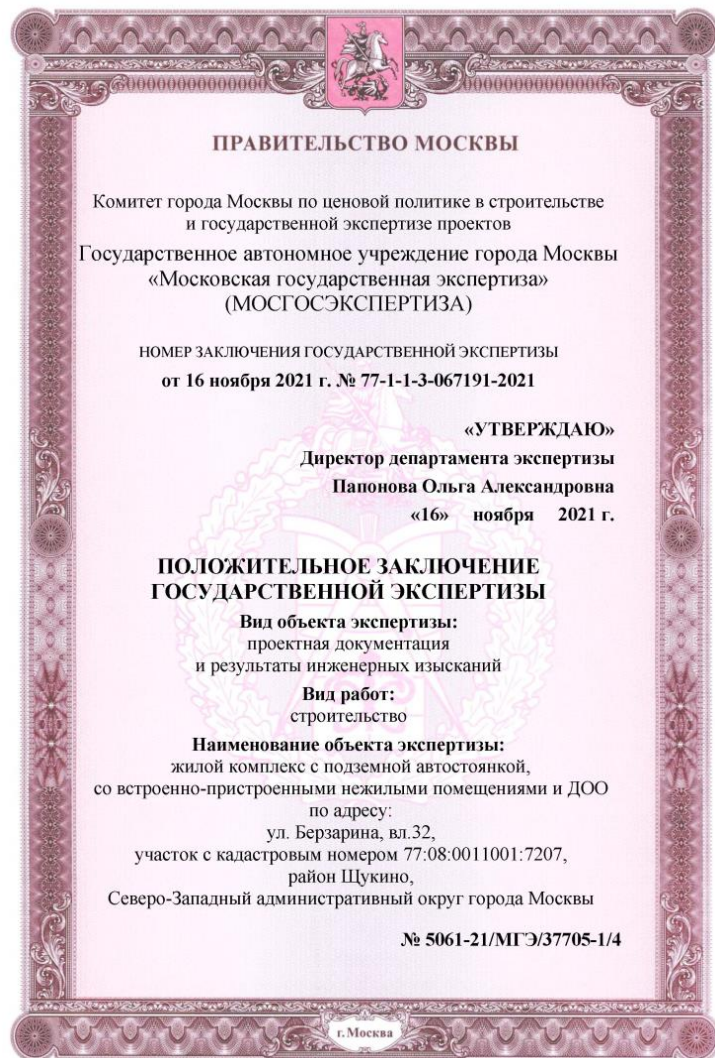 ПРАВИТЕЛЬСТВО МОСКВЫ
Комитет города Москвы по ценовой политике в строительстве
и государственной экспертизе проектов
Государственное автономное учреждение города Москвы
«Московская государственная экспертиза»
(МОСГОСЭКСПЕРТИЗА)
НОМЕР ЗАКЛЮЧЕНИЯ ГОСУДАРСТВЕННОЙ ЭКСПЕРТИЗЫ
от 16 ноября 2021 г. № 77-1-1-3-067191-2021
«УТВЕРЖДАЮ»
Директор департамента экспертизы
Папонова Ольга Александровна
«16» ноября 2021 г.
ПОЛОЖИТЕЛЬНОЕ ЗАКЛЮЧЕНИЕ
ГОСУДАРСТВЕННОЙ ЭКСПЕРТИЗЫ
Вид объекта экспертизы:
проектная документация
и результаты инженерных изысканий
Вид работ:
строительство
Наименование объекта экспертизы:
жилой комплекс с подземной автостоянкой,
со встроенно-пристроенными нежилыми помещениями и ДОО
по адресу:
ул. Берзарина, вл.32,
участок с кадастровым номером 77:08:0011001:7207,
район Щукино,
Северо-Западный административный округ города Москвы
№ 5061-21/МГЭ/37705-1/4
г.Москва